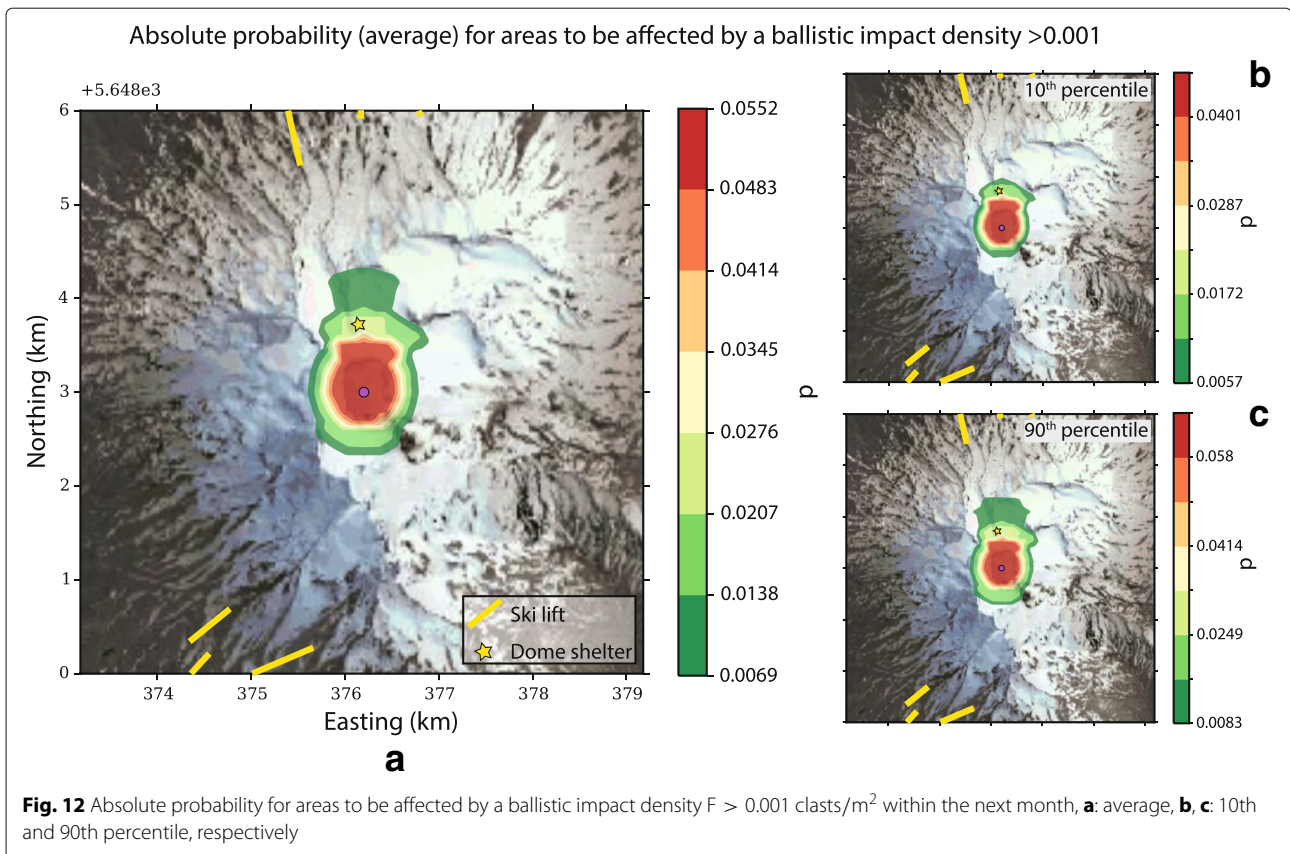 Absolute probability (average) for areas to be affected by a ballistic impact density >0.001
+5.648e3
6
5
4
3
2
1
0
Northing (km)
374
375
376
377
378
379
Easting (km)
Ski lift
Dome shelter
a
0.0552
0.0483
0.0414
0.0345
0.0276
0.0207
0.0138
0.0069
p
10th percentile
b
0.0401
0.0287
0.0172
0.0057
p
90th percentile
c
0.058
0.0414
0.0249
0.0083
p
Fig. 12 Absolute probability for areas to be affected by a ballistic impact density F > 0.001 clasts/m² within the next month, a: average, b, c: 10th
and 90th percentile, respectively